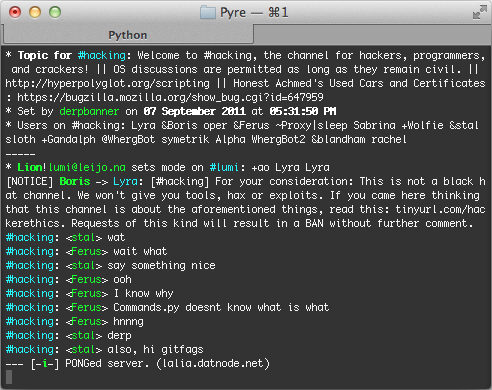 Pyre — ⌘1
Python
* Topic for #hacking: Welcome to #hacking, the channel for hackers, programmers,
and crackers! || OS discussions are permitted as long as they remain civil. ||
http://hyperpolyglot.org/scripting || Honest Achmed's Used Cars and Certificates
: https://bugzilla.mozilla.org/show_bug.cgi?id=647959
* Set by derpbanner on 07 September 2011 at 05:31:50 PM
* Users on #hacking: Lyra &Boris oper &Ferus ~Proxy|sleep Sabrina +Wolfie &stal
sloth +Gandalph @WhergBot symetrik Alpha WhergBot2 &blandham rachel
-----
* Lion!lumi@leijo.na sets mode on #lumi: +ao Lyra Lyra
[NOTICE] Boris -> Lyra: [#hacking] For your consideration: This is not a black h
at channel. We won't give you tools, hax or exploits. If you came here thinking
that this channel is about the aforementioned things, read this: tinyurl.com/hac
kerethics. Requests of this kind will result in a BAN without further comment.
#hacking: <stal> wat
#hacking: <Ferus> wait what
#hacking: <stal> say something nice
#hacking: <Ferus> ooh
#hacking: <Ferus> I know why
#hacking: <Ferus> Commands.py doesnt know what is what
#hacking: <Ferus> hnnng
#hacking: <stal> derp
#hacking: <stal> also, hi gitfags
--- [-i-] PONGed server. (lalia.datnode.net)